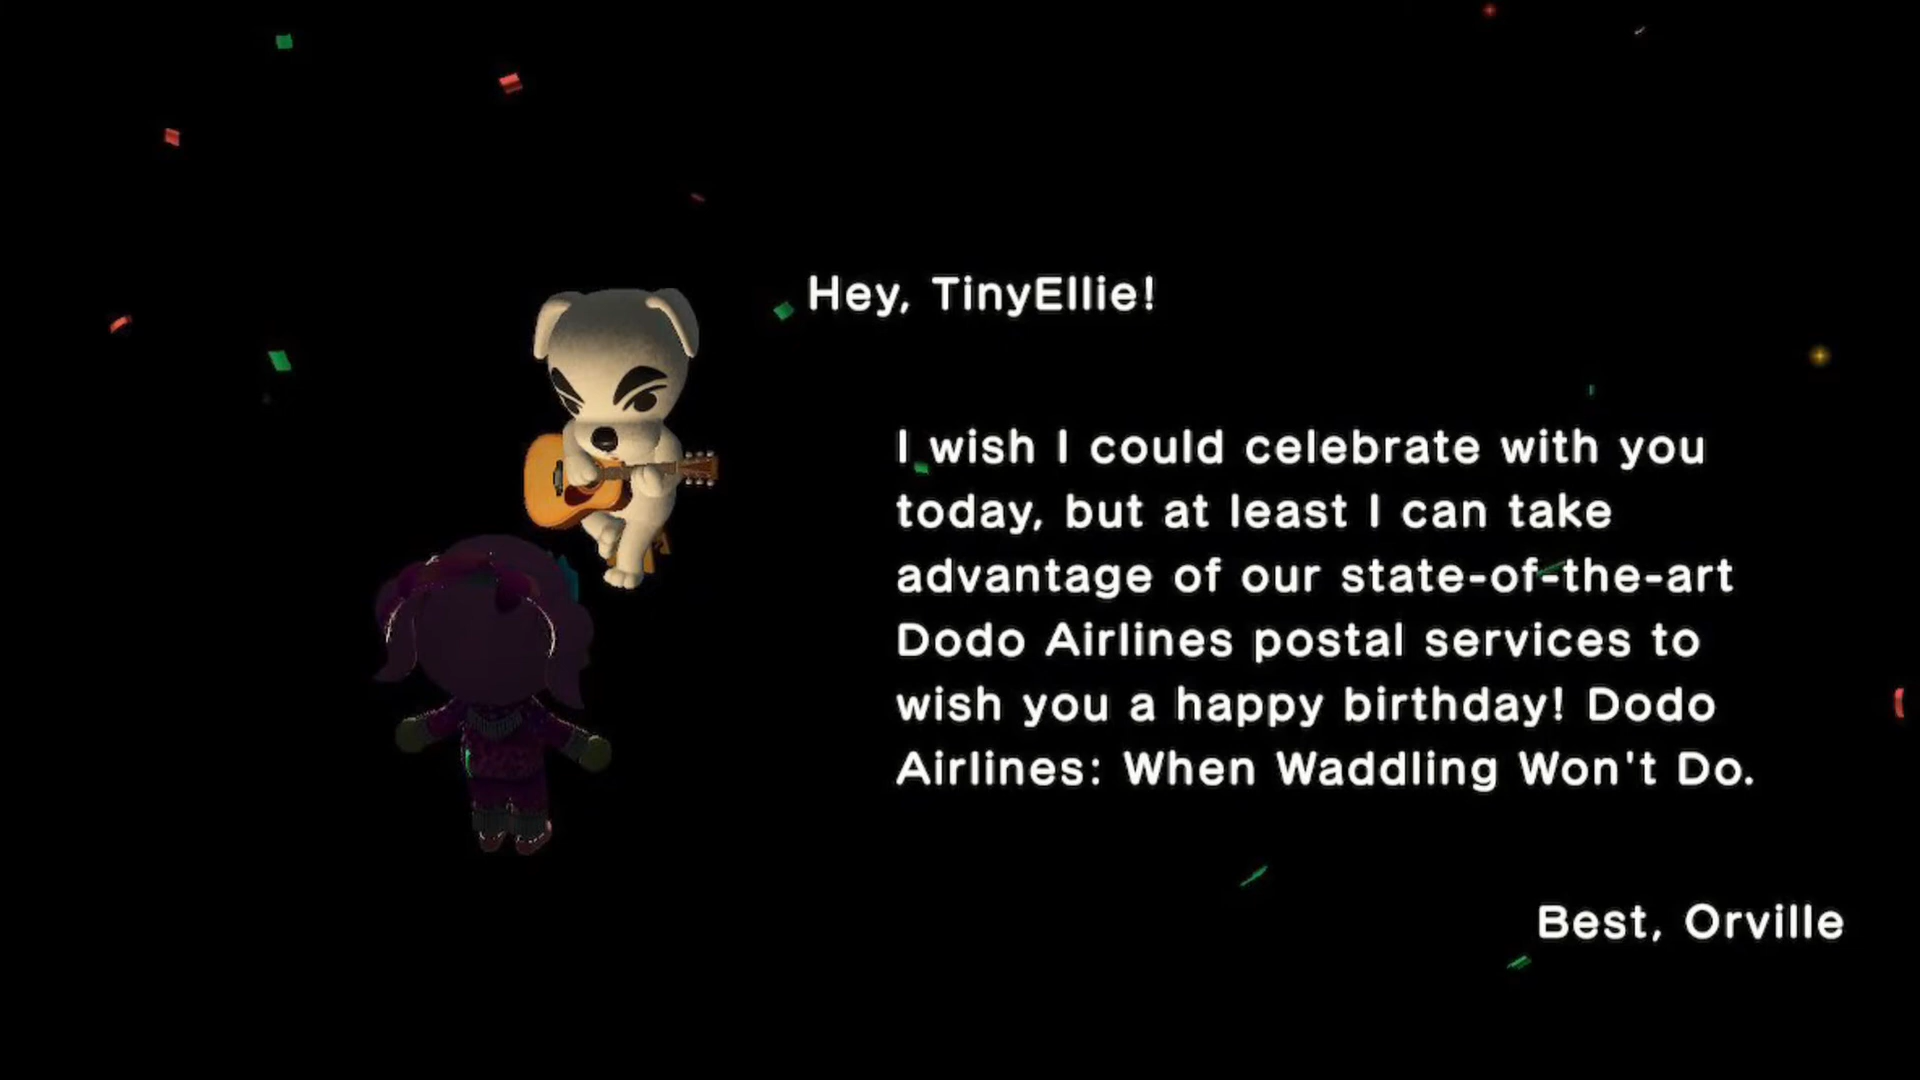 Hey, TinyEllie!
I wish I could celebrate with you
today, but at least I can take
advantage of our state-of-the-art
Dodo Airlines postal services to
wish you a happy birthday! Dodo
Airlines: When Waddling Won't Do.
Best, Orville